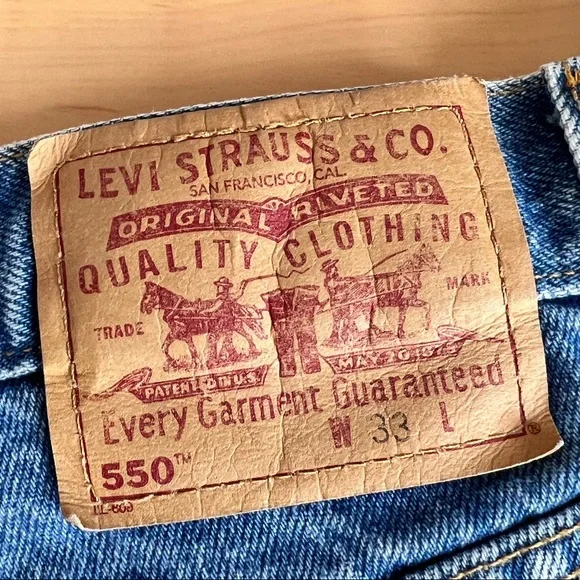 LEVI STRAUSS & CO.
SAN FRANCISCO, CAL.
ORIGINAL RIVETED
QUALITY CLOTHING
TRADE MARK
PATENTED IN U.S. MAY 20 1873
Every Garment Guaranteed
W 33 L
550™
®